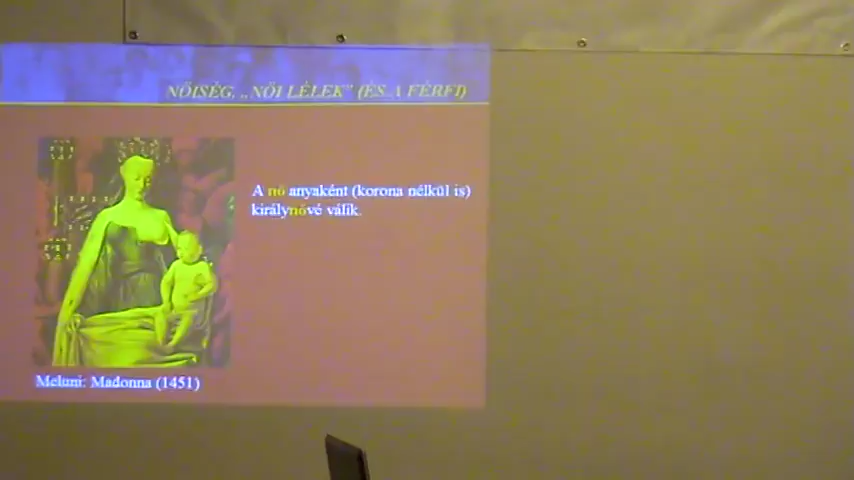 NŐISÉG, „NŐI LÉLEK” (ÉS A FÉRFI)
A nő anyaként (korona nélkül is)
királynővé válik.
Meluni: Madonna (1451)